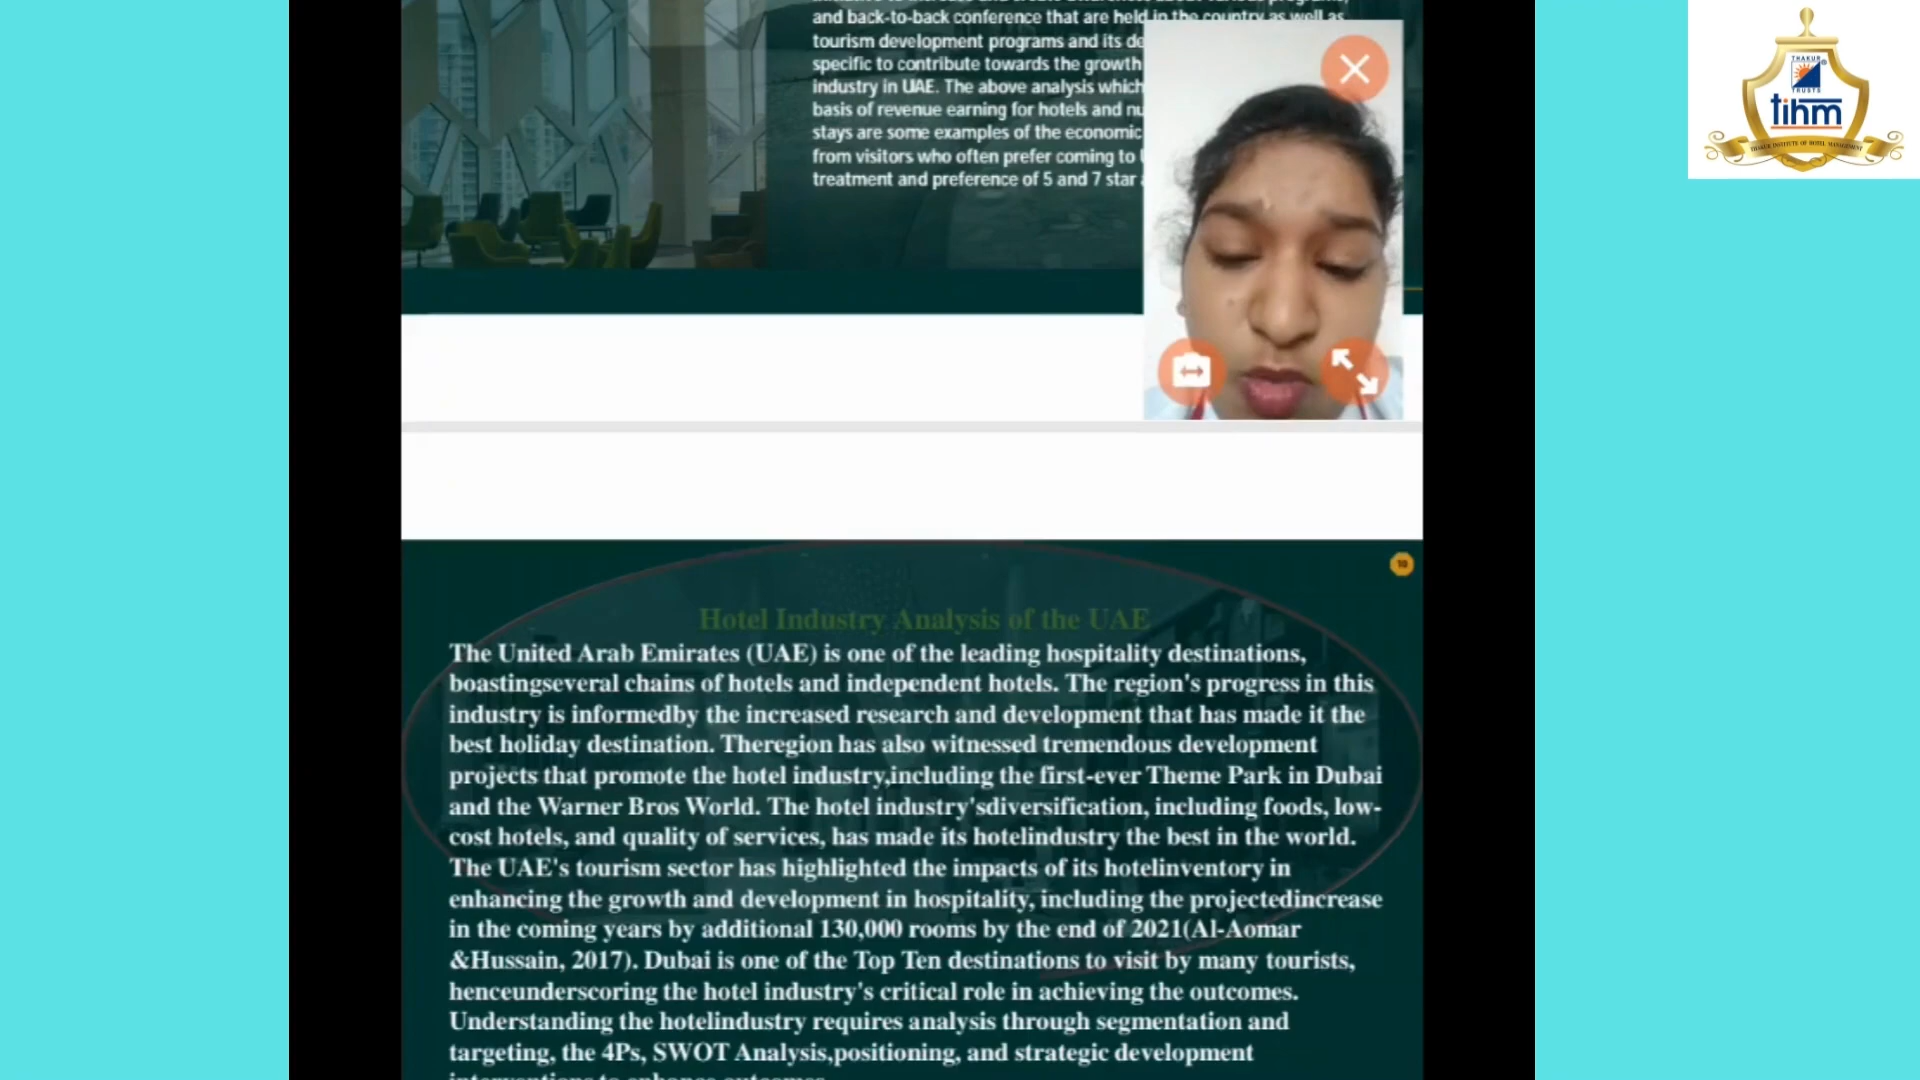 and back-to-back conference that are held in the country as well as
tourism development programs and its de
specific to contribute towards the growth
industry in UAE. The above analysis which
basis of revenue earning for hotels and nu
stays are some examples of the economic
from visitors who often prefer coming to
treatment and preference of 5 and 7 star
THAKUR
TRUSTS
tihm
THAKUR INSTITUTE OF HOTEL MANAGEMENT
10
Hotel Industry Analysis of the UAE
The United Arab Emirates (UAE) is one of the leading hospitality destinations,
boastingseveral chains of hotels and independent hotels. The region's progress in this
industry is informedby the increased research and development that has made it the
best holiday destination. Theregion has also witnessed tremendous development
projects that promote the hotel industry,including the first-ever Theme Park in Dubai
and the Warner Bros World. The hotel industry'sdiversification, including foods, low-
cost hotels, and quality of services, has made its hotelindustry the best in the world.
The UAE's tourism sector has highlighted the impacts of its hotelinventory in
enhancing the growth and development in hospitality, including the projectedincrease
in the coming years by additional 130,000 rooms by the end of 2021(Al-Aomar
&Hussain, 2017). Dubai is one of the Top Ten destinations to visit by many tourists,
henceunderscoring the hotel industry's critical role in achieving the outcomes.
Understanding the hotelindustry requires analysis through segmentation and
targeting, the 4Ps, SWOT Analysis,positioning, and strategic development